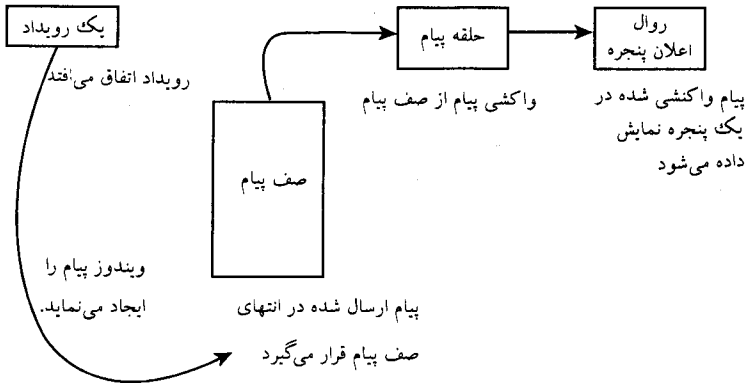 یک رویداد
رویداد اتفاق می‌افتد
ویندوز پیام را
ایجاد می‌نماید.
پیام ارسال شده در انتهای
صف پیام قرار می‌گیرد
صف پیام
حلقه پیام
واکشی پیام از صف پیام
روال
اعلان پنجره
پیام واکنشی شده در
یک پنجره نمایش
داده می‌شود